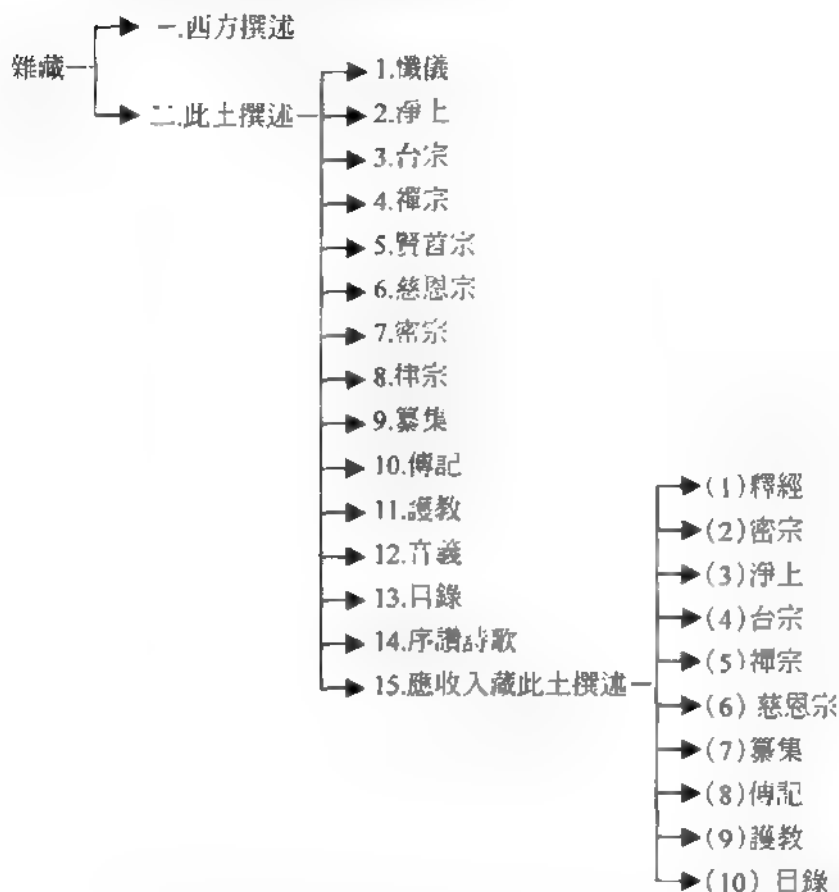 雜藏
一.西方撰述
二.此土撰述
1.懺儀
2.淨土
3.台宗
4.禪宗
5.賢首宗
6.慈恩宗
7.密宗
8.律宗
9.纂集
10.傳記
11.護教
12.音義
13.目錄
14.序讚詩歌
15.應收入藏此土撰述
(1)釋經
(2)密宗
(3)淨土
(4)台宗
(5)禪宗
(6) 慈恩宗
(7)纂集
(8)傳記
(9)護教
(10) 目錄